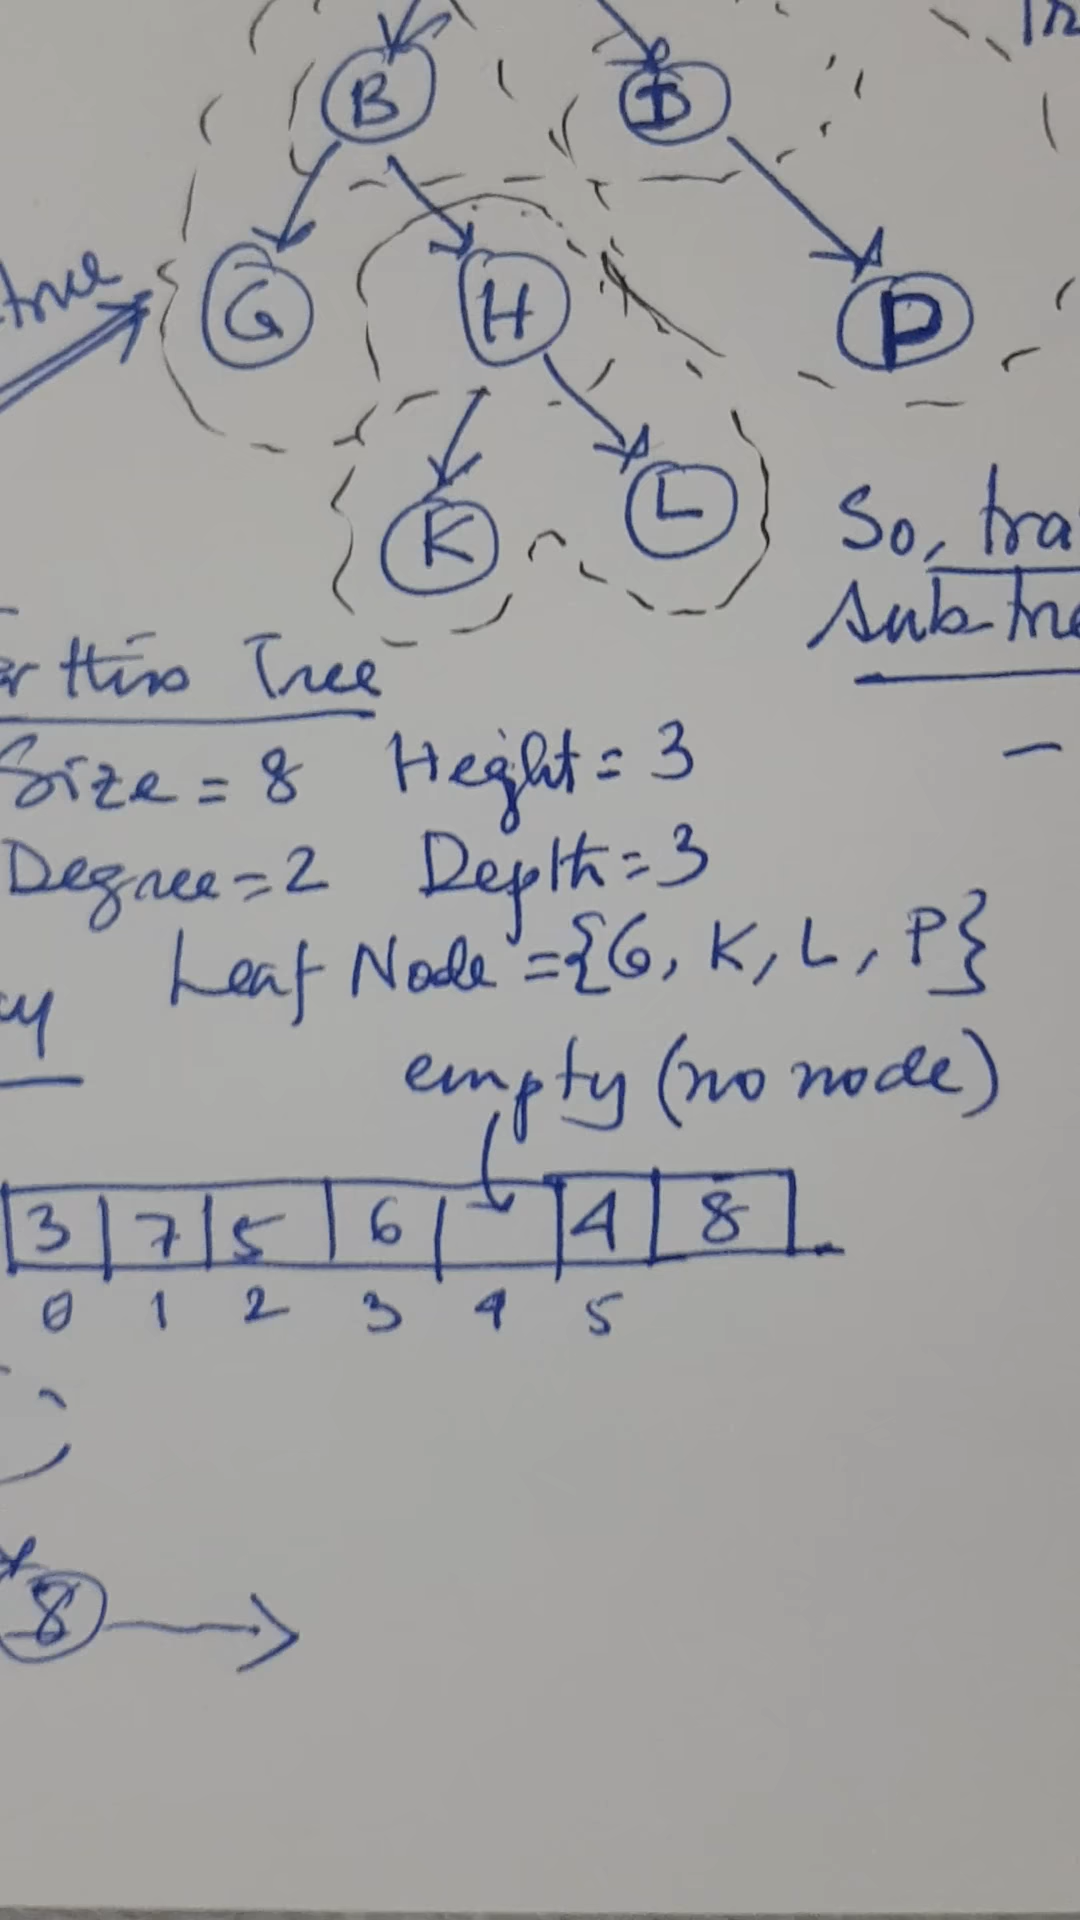 B
G H P
K L
So, tra
Sub-tre
this Tree
Size = 8 Height = 3
Degree = 2 Depth = 3
Leaf Node = {G, K, L, P}
empty (no node)
3 7 5 6 4 8
0 1 2 3 4 5
8